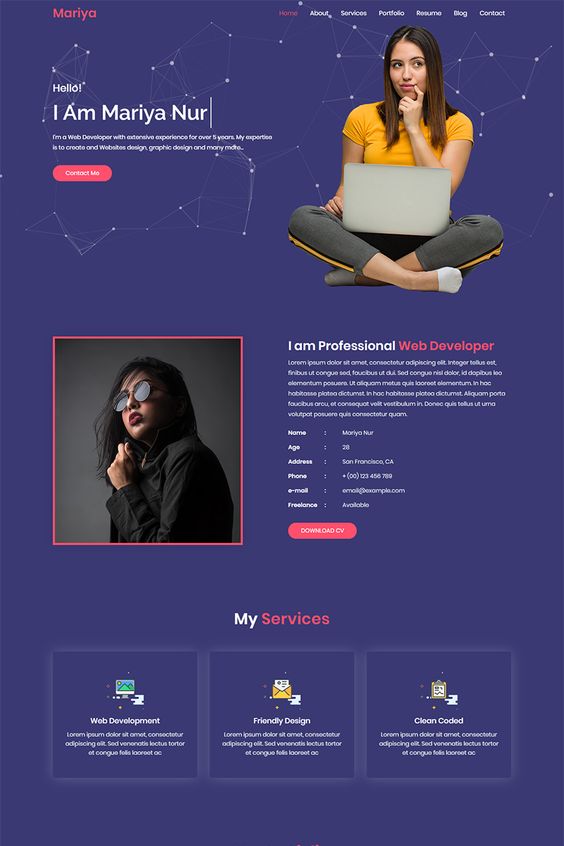 Mariya
Home About Services Portfolio Resume Blog Contact
Hello!
I Am Mariya Nur
I'm a Web Developer with extensive experience for over 5 years. My expertise
is to create and Websites design, graphic design and many more...
Contact Me
I am Professional Web Developer
Lorem ipsum dolor sit amet, consectetur adipiscing elit. Integer tellus est,
finibus ut congue sed, faucibus ut dui. Sed congue nisl dolor, id dapibus leo
elementum posuere. Ut aliquam metus quis laoreet elementum. In hac
habitasse platea dictumst. In hac habitasse platea dictumst. Aliquam porta
faucibus arcu, et consequat velit vestibulum in. Donec quis tellus ut urna
volutpat posuere quis consectetur quam.
Name : Mariya Nur
Age : 28
Address : San Francisco, CA
Phone : + (00) 123 456 789
e-mail : email@example.com
Freelance : Available
DOWNLOAD CV
My Services
Web Development
Lorem ipsum dolor sit amet, consectetur
adipiscing elit. Sed venenatis lectus tortor
et congue felis laoreet ac
Friendly Design
Lorem ipsum dolor sit amet, consectetur
adipiscing elit. Sed venenatis lectus tortor
et congue felis laoreet ac
Clean Coded
Lorem ipsum dolor sit amet, consectetur
adipiscing elit. Sed venenatis lectus tortor
et congue felis laoreet ac